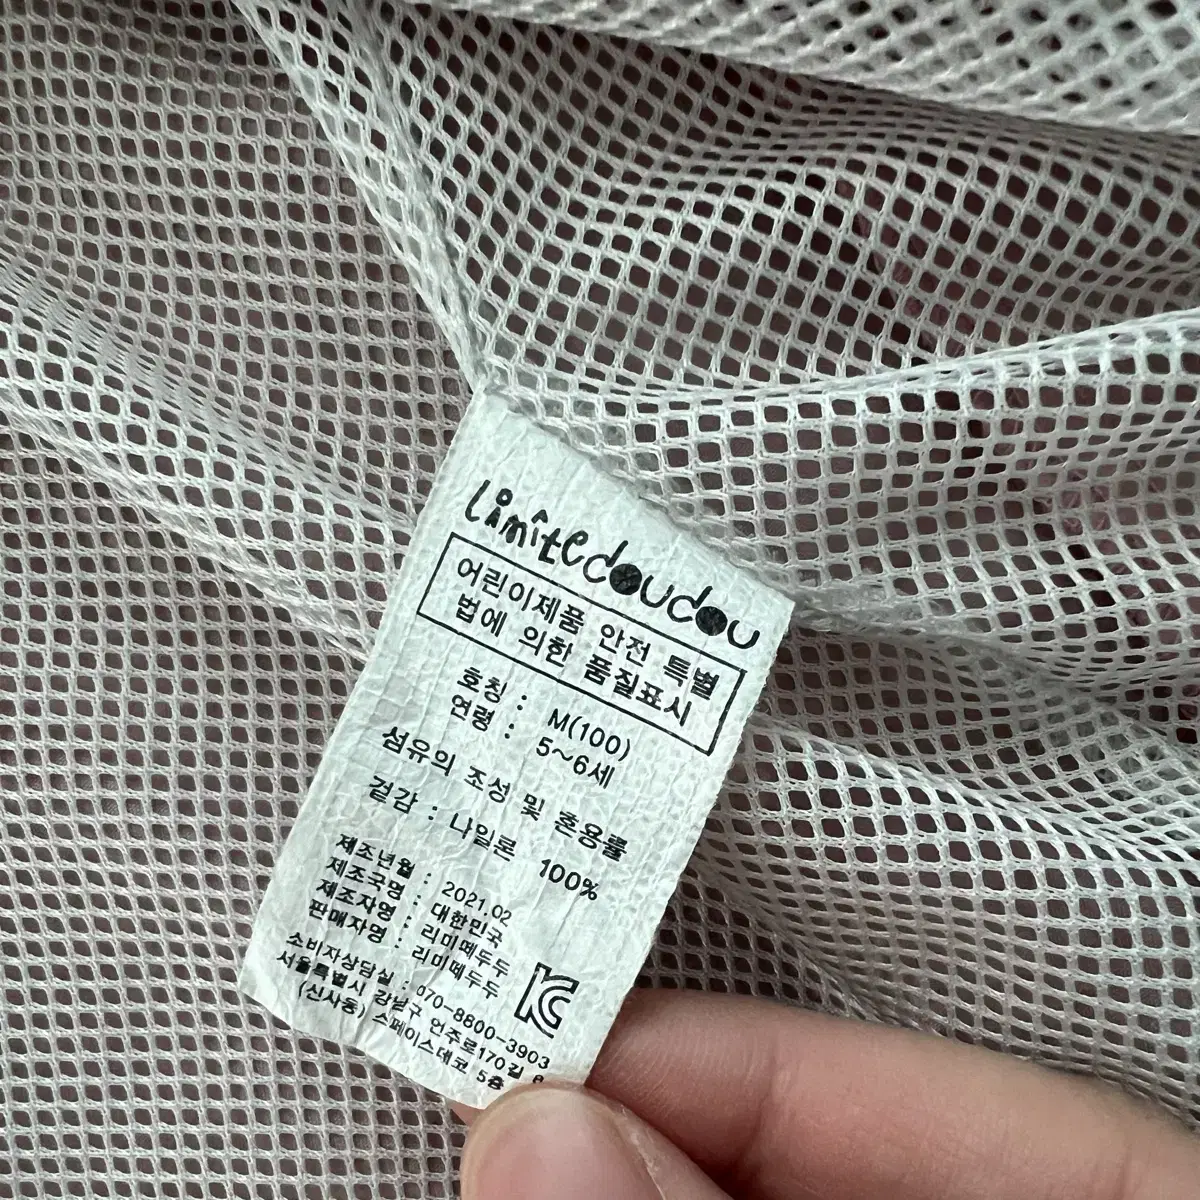 Limitedoudou
어린이제품 안전 특별
법에 의한 품질표시
호칭 : M(100)
연령 : 5~6세
섬유의 조성 및 혼용률
겉감 : 나일론 100%
제조년월 : 2021.02
제조국명 : 대한민국
제조자명 : 리미떼두두
판매자명 : 리미떼두두
소비자상담실 : 070-8800-3903
서울특별시 강남구 언주로170길 8
(신사동) 스페이스데코 5층